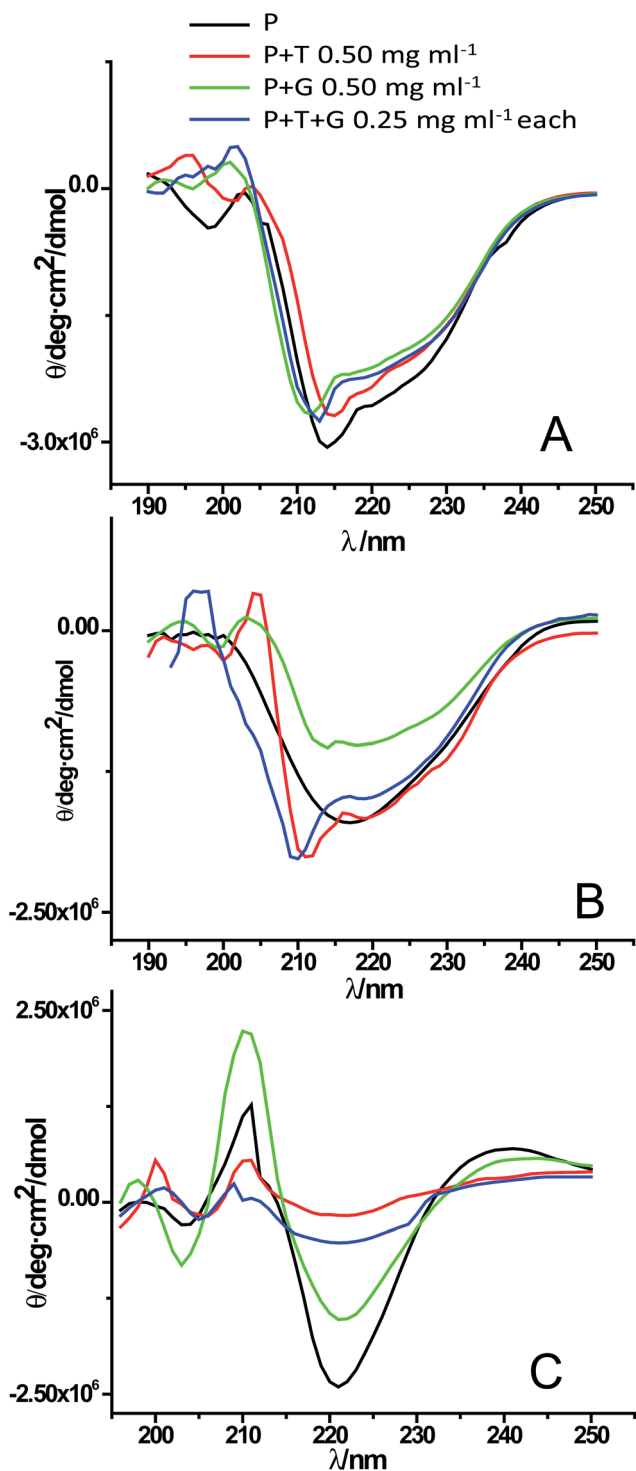 P
P+T 0.50 mg ml⁻¹
P+G 0.50 mg ml⁻¹
P+T+G 0.25 mg ml⁻¹ each
0.0
-3.0x10⁶
θ/deg·cm²/dmol
A
190 200 210 220 230 240 250
λ/nm
0.00
-2.50x10⁶
θ/deg·cm²/dmol
B
190 200 210 220 230 240 250
λ/nm
2.50x10⁶
0.00
-2.50x10⁶
θ/deg·cm²/dmol
C
200 210 220 230 240 250
λ/nm